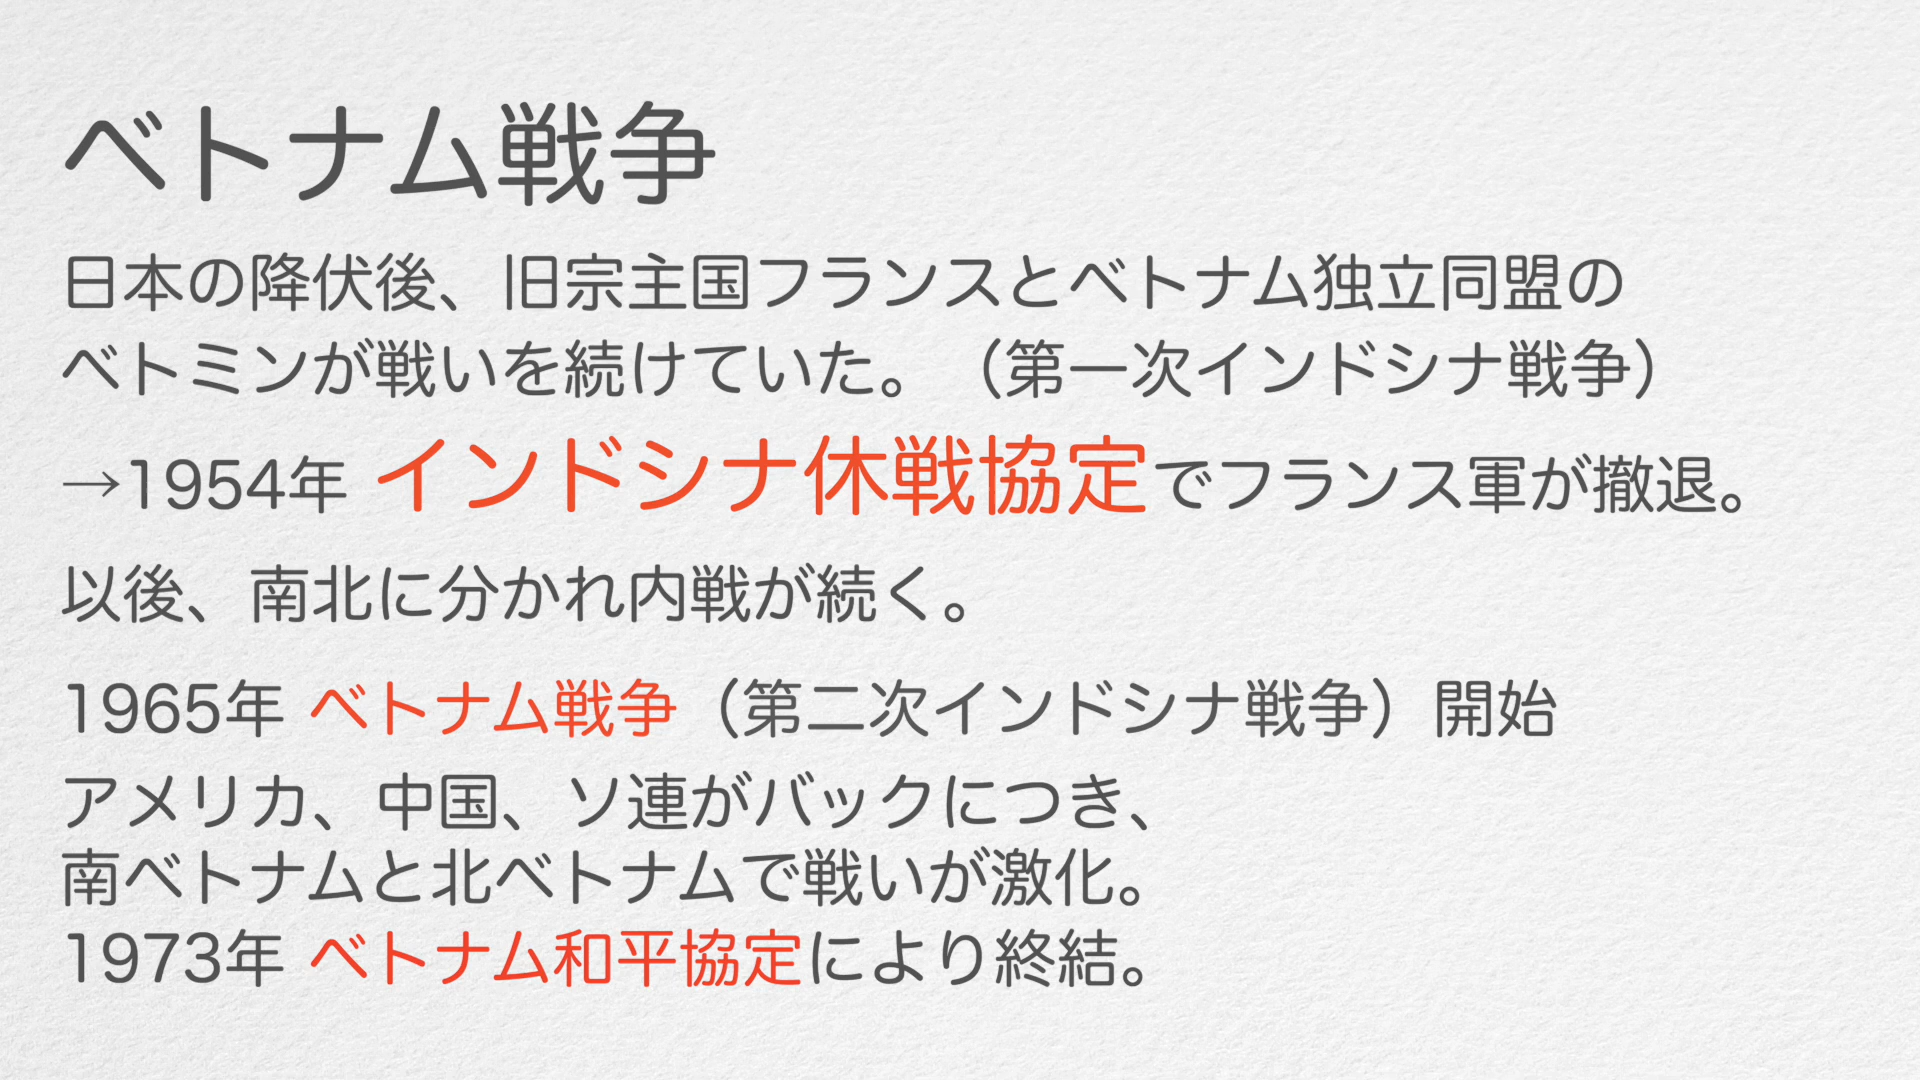 ベトナム戦争
日本の降伏後、旧宗主国フランスとベトナム独立同盟の
ベトミンが戦いを続けていた。（第一次インドシナ戦争）
→1954年 インドシナ休戦協定でフランス軍が撤退。
以後、南北に分かれ内戦が続く。
1965年 ベトナム戦争（第二次インドシナ戦争）開始
アメリカ、中国、ソ連がバックにつき、
南ベトナムと北ベトナムで戦いが激化。
1973年 ベトナム和平協定により終結。